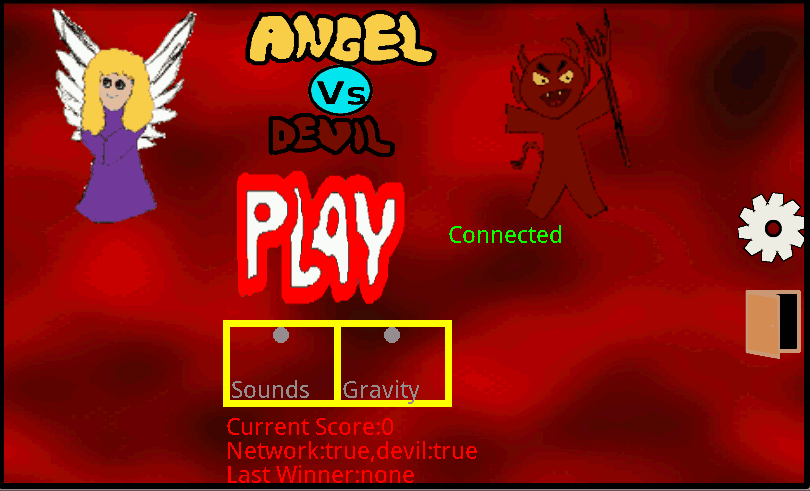 ANGEL
Vs
DEVIL
PLAY
Connected
Sounds Gravity
Current Score:0
Network:true,devil:true
Last Winner:none